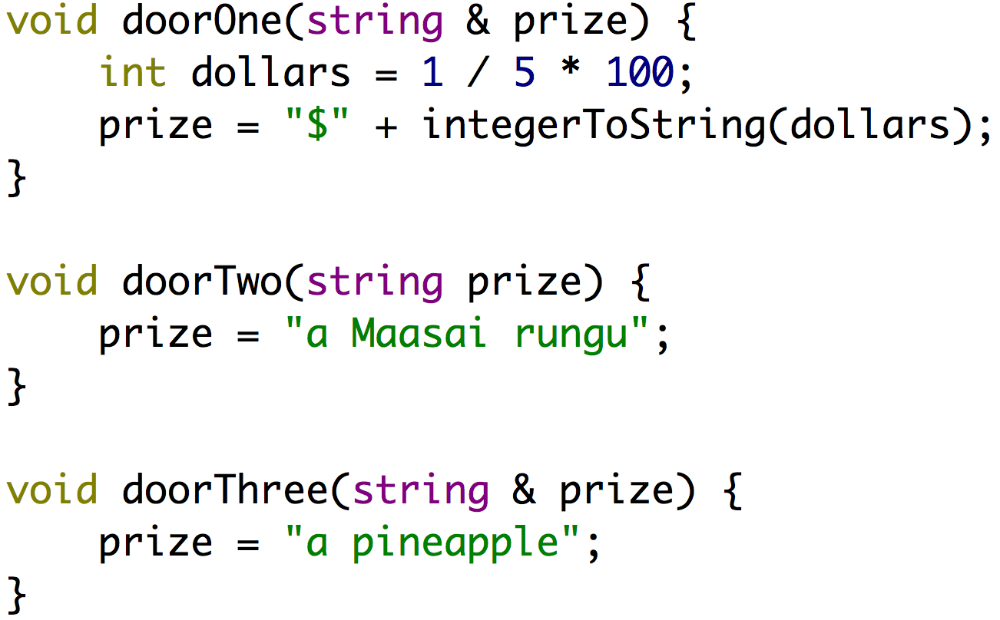 void doorOne(string & prize) {
    int dollars = 1 / 5 * 100;
    prize = "$" + integerToString(dollars);
}

void doorTwo(string prize) {
    prize = "a Maasai rungu";
}

void doorThree(string & prize) {
    prize = "a pineapple";
}